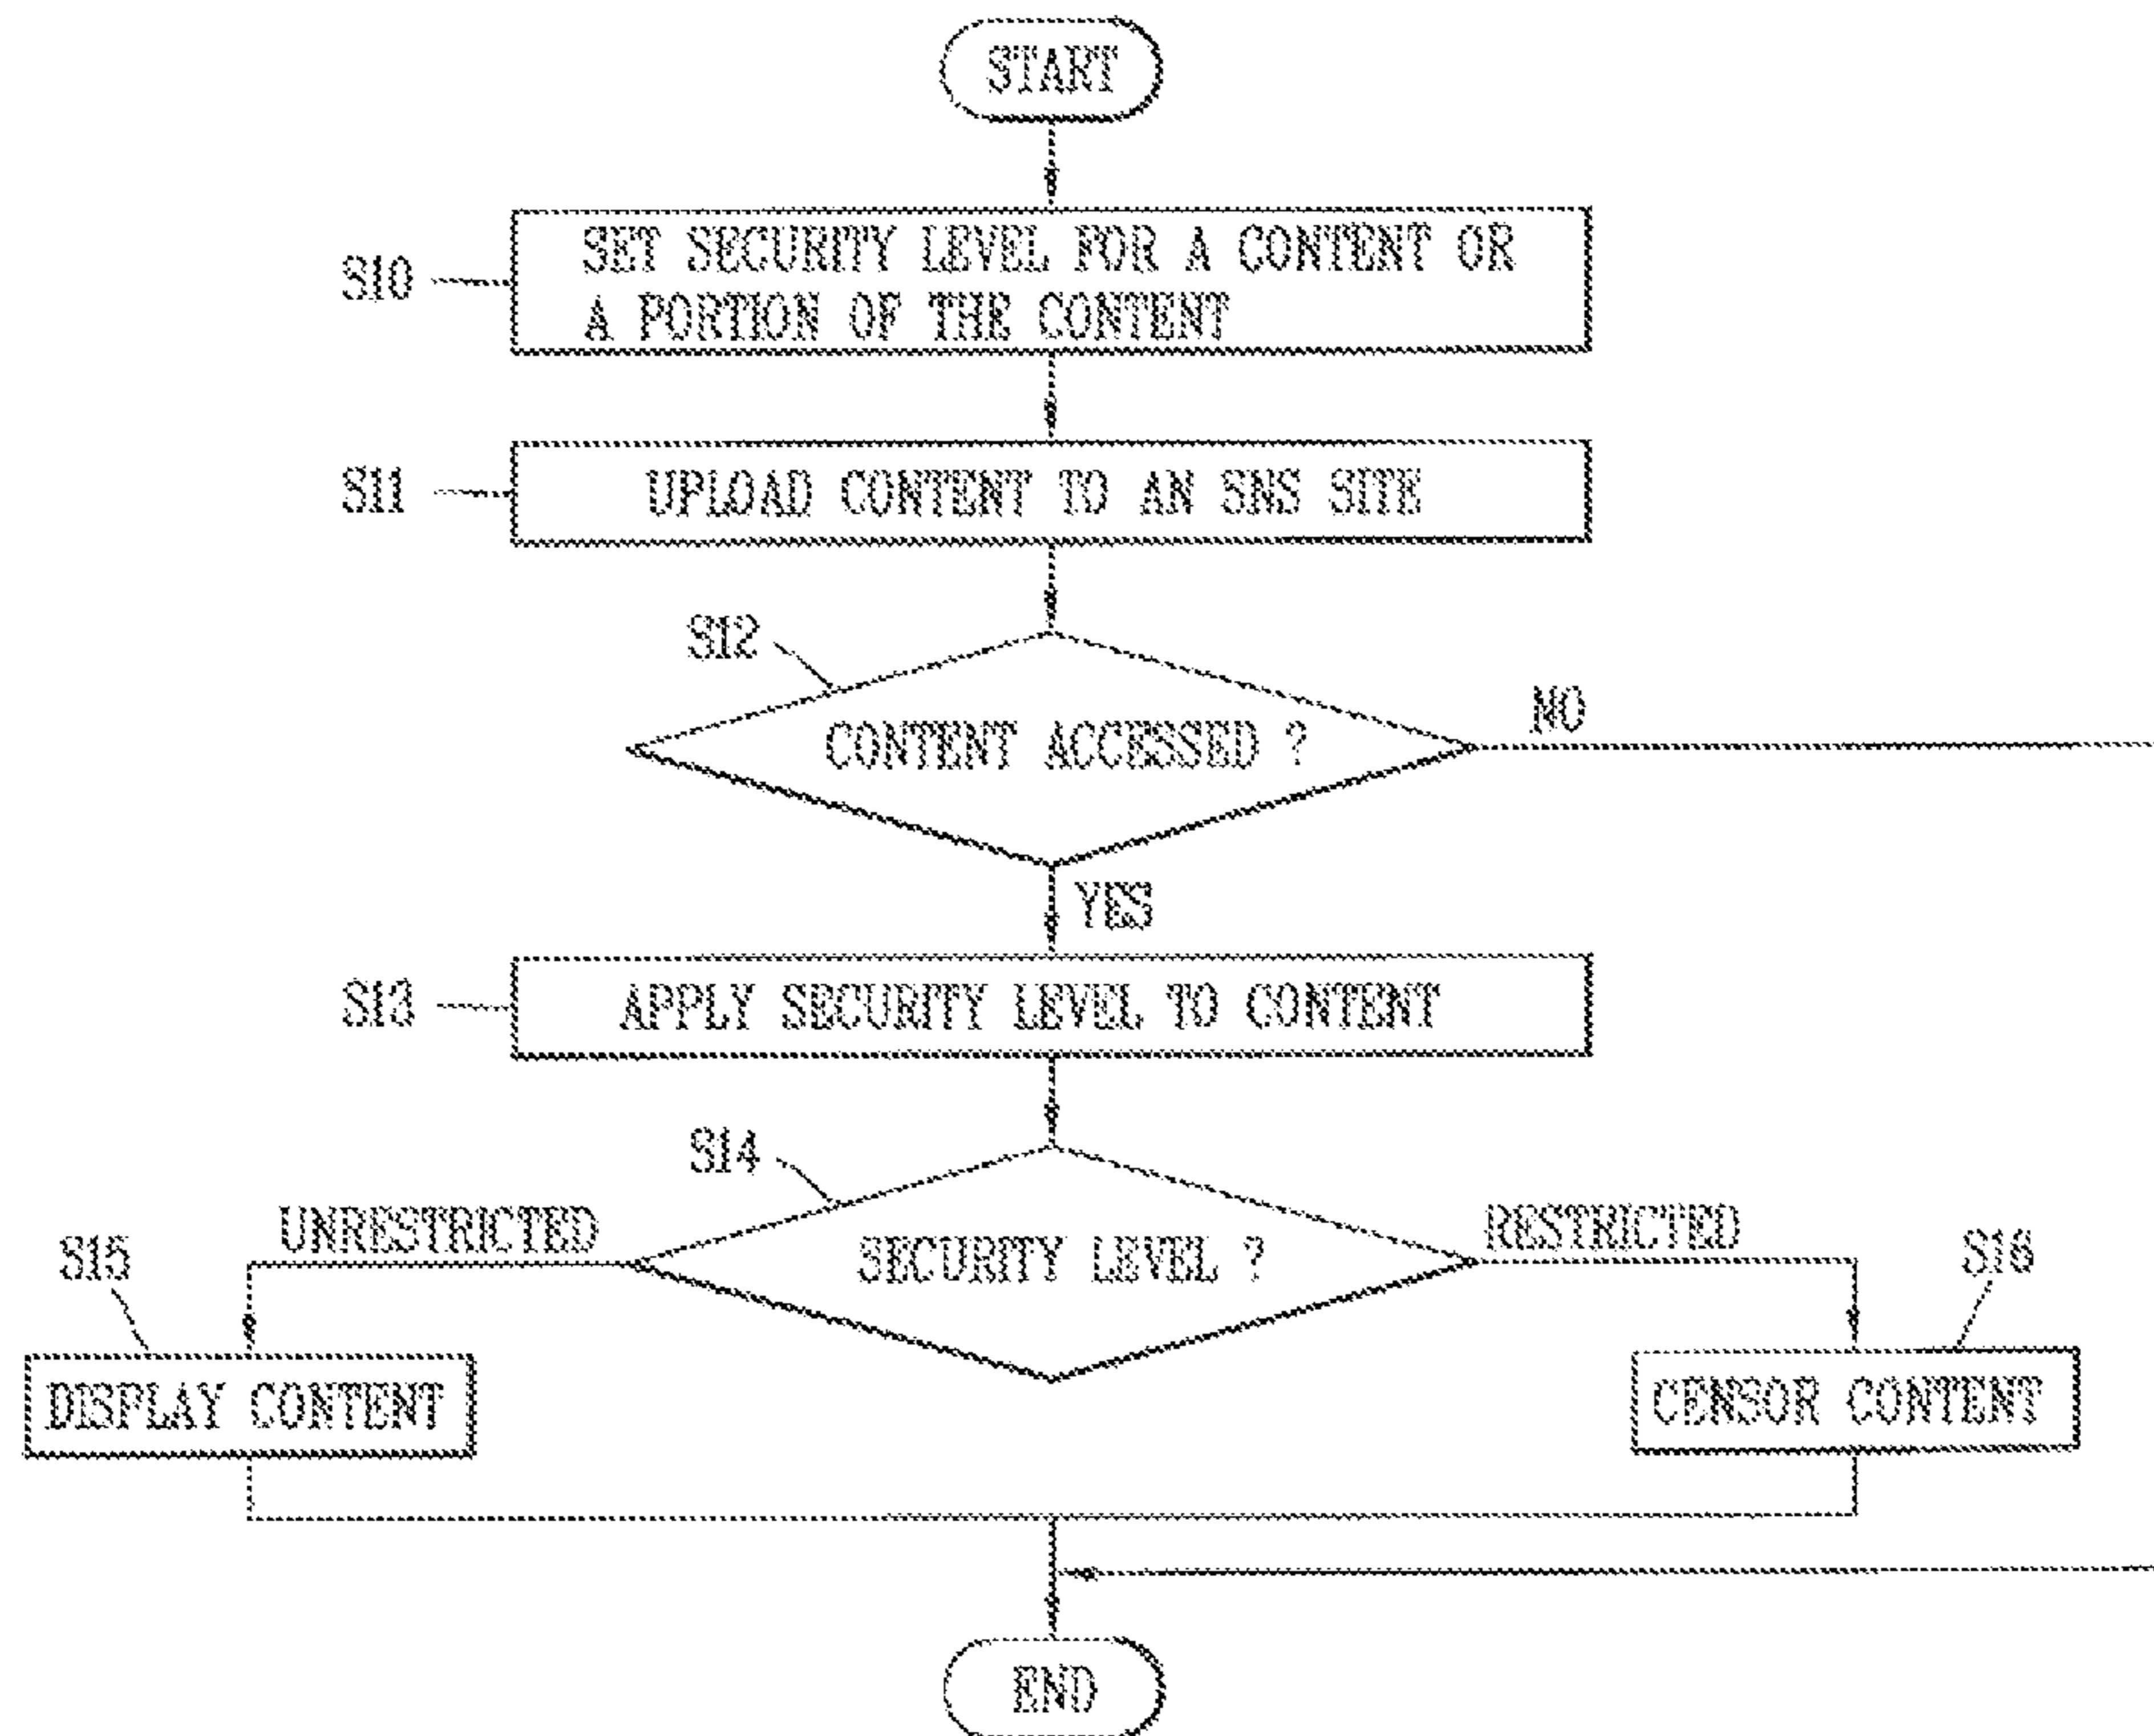 START
S10
SET SECURITY LEVEL FOR A CONTENT OR
A PORTION OF THE CONTENT
S11
UPLOAD CONTENT TO AN SNS SITE
S12
CONTENT ACCESSED ?
NO
YES
S13
APPLY SECURITY LEVEL TO CONTENT
S14
UNRESTRICTED
SECURITY LEVEL ?
RESTRICTED
S15
S16
DISPLAY CONTENT
CENSOR CONTENT
END